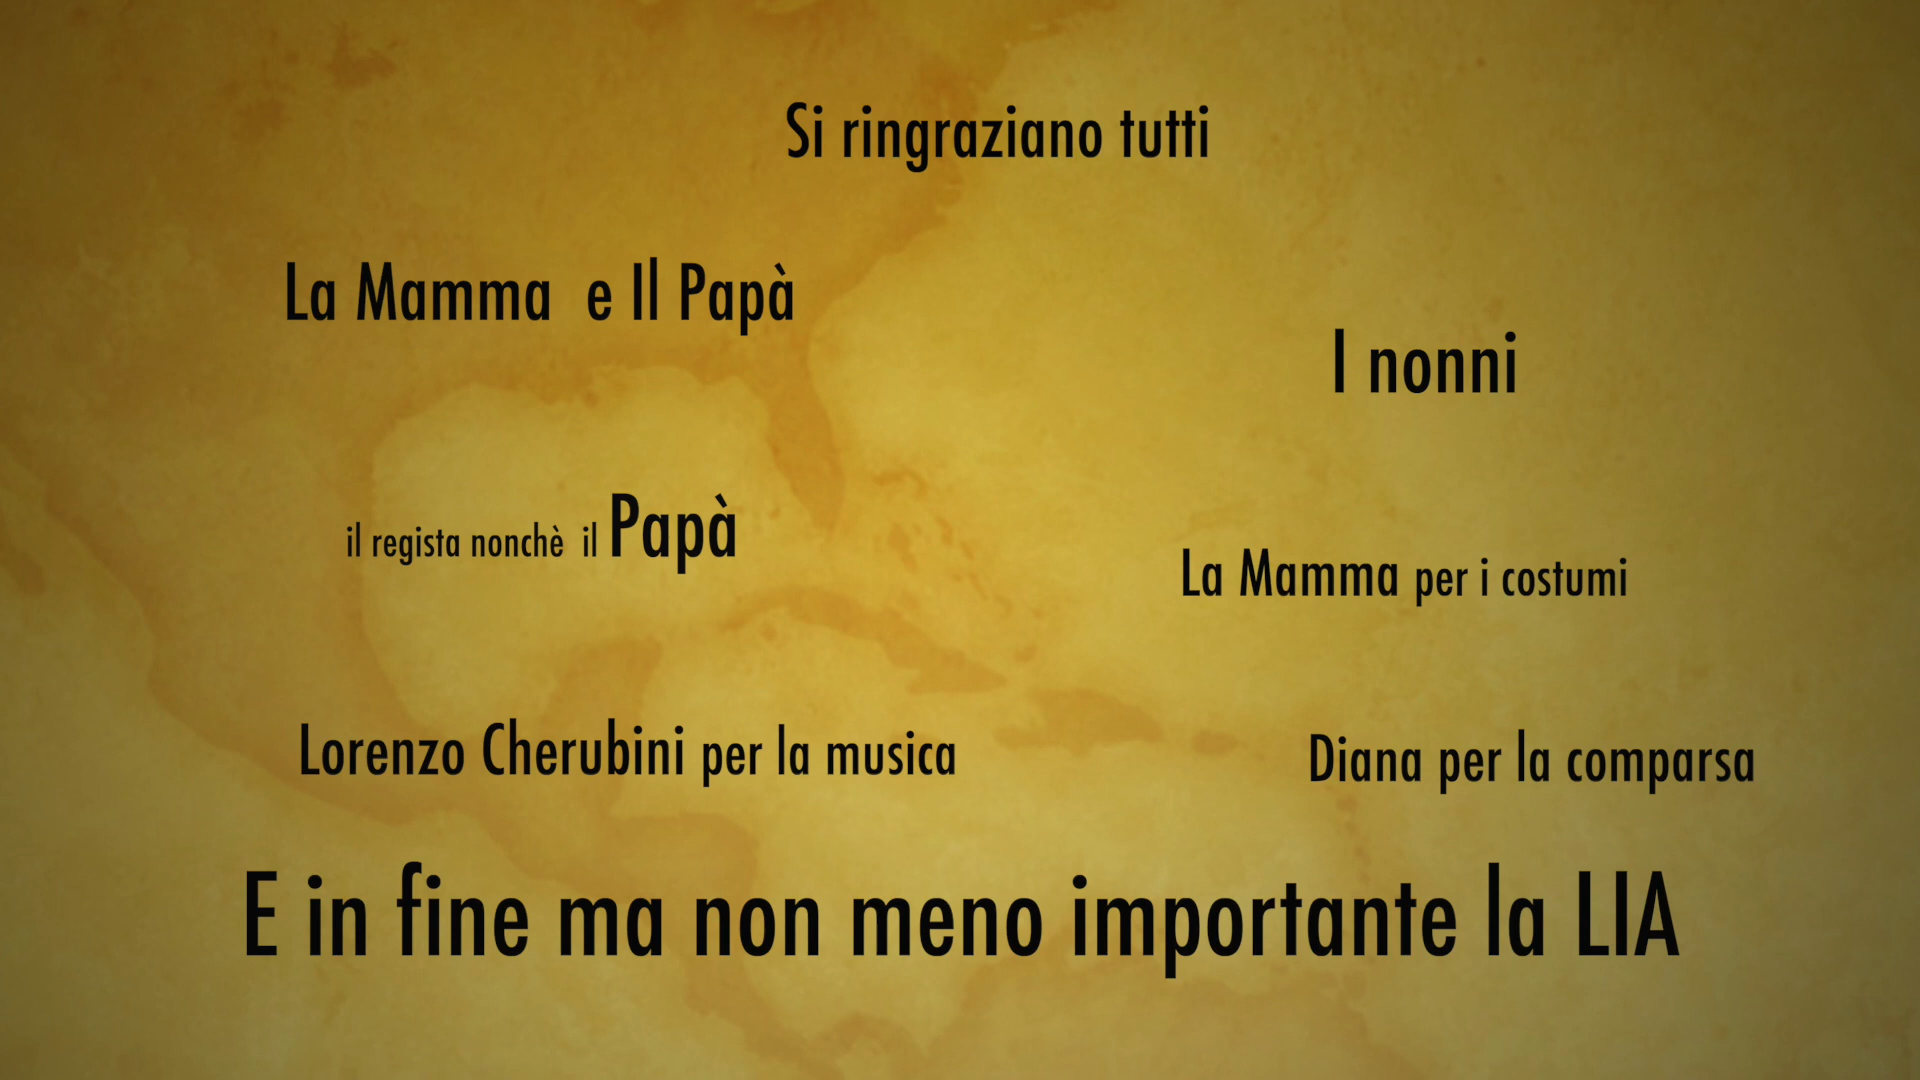 Si ringraziano tutti
La Mamma e Il Papà
I nonni
il regista nonchè il Papà
La Mamma per i costumi
Lorenzo Cherubini per la musica
Diana per la comparsa
E in fine ma non meno importante la LIA